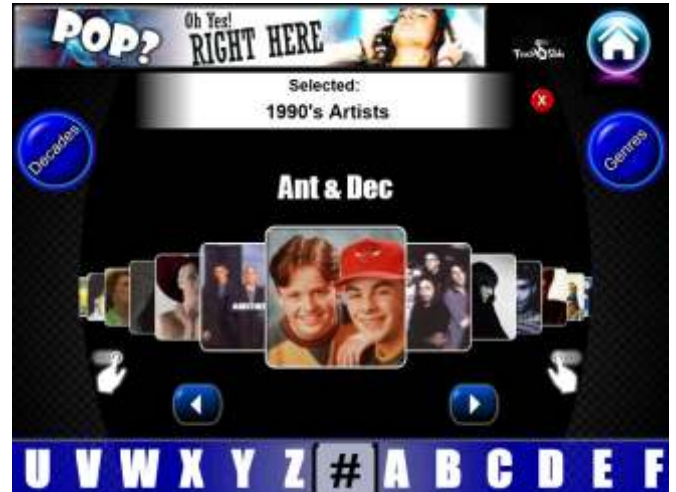 POP?
Oh Yes!
RIGHT HERE
Selected:
1990's Artists
X
Decades
Genres
Ant & Dec
U V W X Y Z # A B C D E F